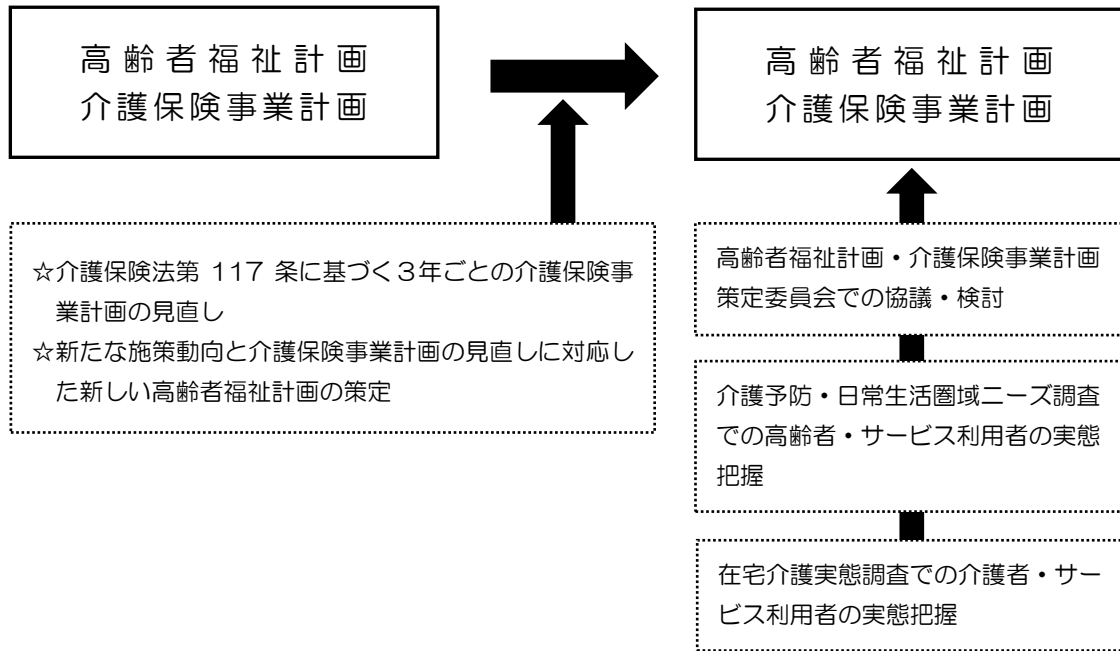 高齢者福祉計画
介護保険事業計画
高齢者福祉計画
介護保険事業計画
☆介護保険法第 117 条に基づく3年ごとの介護保険事
業計画の見直し
☆新たな施策動向と介護保険事業計画の見直しに対応し
た新しい高齢者福祉計画の策定
高齢者福祉計画・介護保険事業計画
策定委員会での協議・検討
介護予防・日常生活圏域ニーズ調査
での高齢者・サービス利用者の実態
把握
在宅介護実態調査での介護者・サー
ビス利用者の実態把握